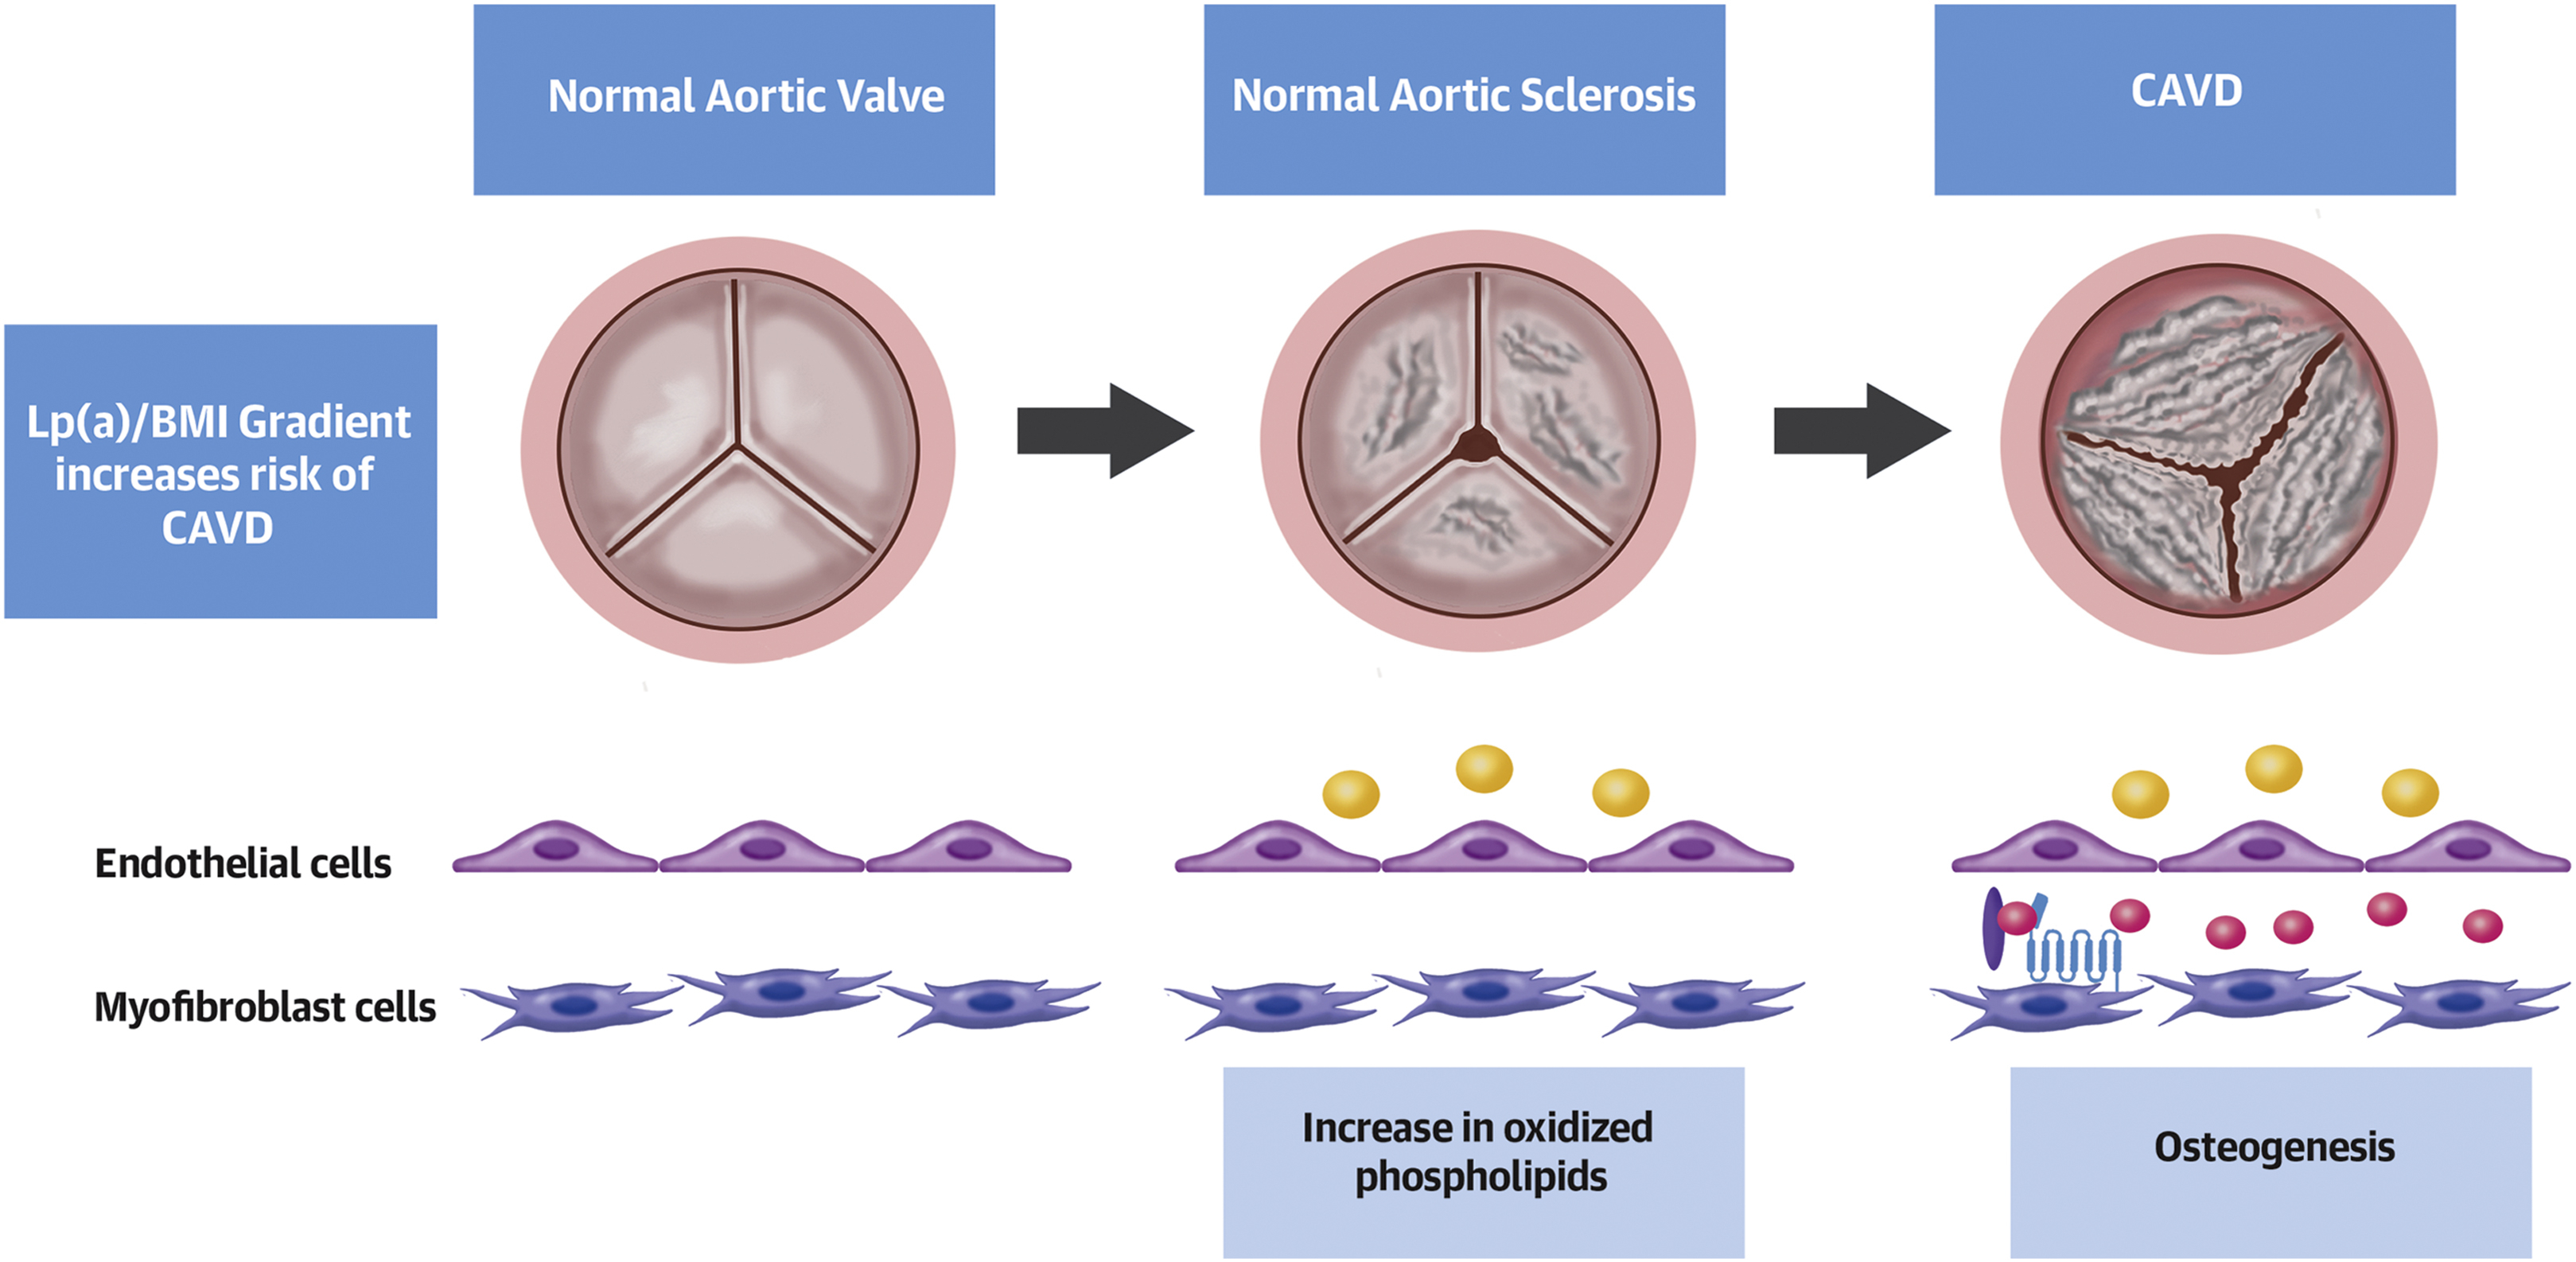 Normal Aortic Valve
Normal Aortic Sclerosis
CAVD
Lp(a)/BMI Gradient
increases risk of
CAVD
Endothelial cells
Myofibroblast cells
Increase in oxidized
phospholipids
Osteogenesis